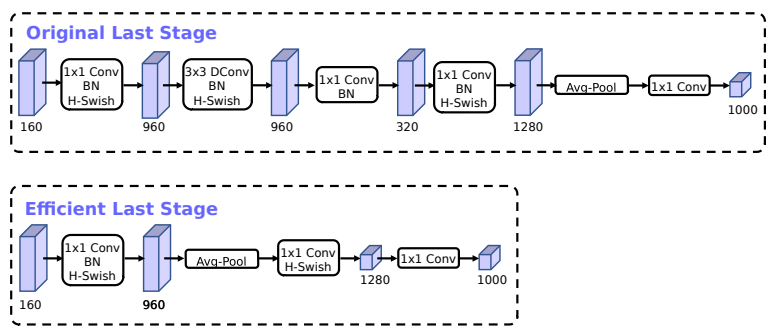 Original Last Stage
1x1 Conv
BN
H-Swish
3x3 DConv
BN
H-Swish
1x1 Conv
BN
1x1 Conv
BN
H-Swish
Avg-Pool
1x1 Conv
160
960
960
320
1280
1000
Efficient Last Stage
1x1 Conv
BN
H-Swish
Avg-Pool
1x1 Conv
H-Swish
1x1 Conv
160
960
1280
1000